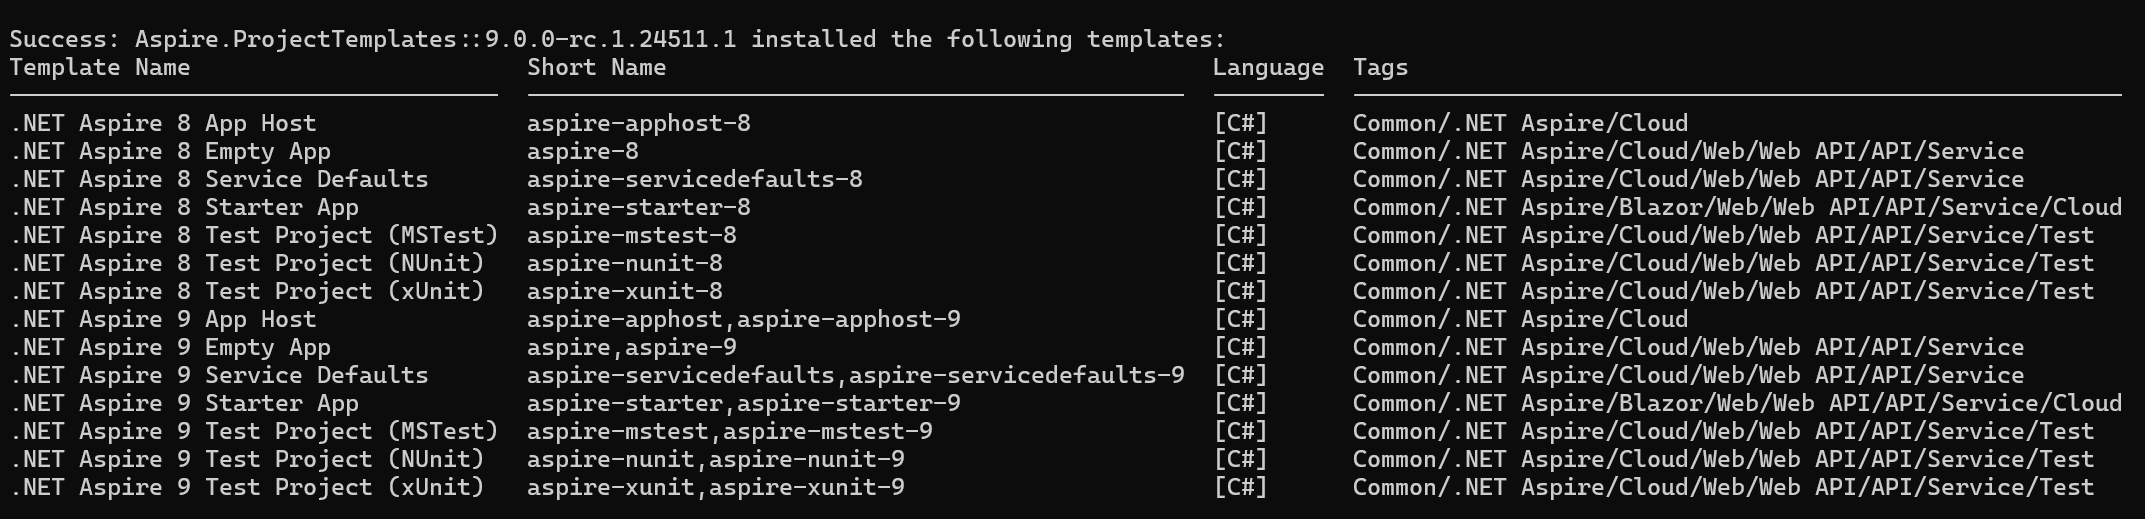 Success: Aspire.ProjectTemplates::9.0.0-rc.1.24511.1 installed the following templates:
Template Name Short Name Language Tags
.NET Aspire 8 App Host aspire-apphost-8 [C#] Common/.NET Aspire/Cloud
.NET Aspire 8 Empty App aspire-8 [C#] Common/.NET Aspire/Cloud/Web/Web API/API/Service
.NET Aspire 8 Service Defaults aspire-servicedefaults-8 [C#] Common/.NET Aspire/Cloud/Web/Web API/API/Service
.NET Aspire 8 Starter App aspire-starter-8 [C#] Common/.NET Aspire/Blazor/Web/Web API/API/Service/Cloud
.NET Aspire 8 Test Project (MSTest) aspire-mstest-8 [C#] Common/.NET Aspire/Cloud/Web/Web API/API/Service/Test
.NET Aspire 8 Test Project (NUnit) aspire-nunit-8 [C#] Common/.NET Aspire/Cloud/Web/Web API/API/Service/Test
.NET Aspire 8 Test Project (xUnit) aspire-xunit-8 [C#] Common/.NET Aspire/Cloud/Web/Web API/API/Service/Test
.NET Aspire 9 App Host aspire-apphost,aspire-apphost-9 [C#] Common/.NET Aspire/Cloud
.NET Aspire 9 Empty App aspire,aspire-9 [C#] Common/.NET Aspire/Cloud/Web/Web API/API/Service
.NET Aspire 9 Service Defaults aspire-servicedefaults,aspire-servicedefaults-9 [C#] Common/.NET Aspire/Cloud/Web/Web API/API/Service
.NET Aspire 9 Starter App aspire-starter,aspire-starter-9 [C#] Common/.NET Aspire/Blazor/Web/Web API/API/Service/Cloud
.NET Aspire 9 Test Project (MSTest) aspire-mstest,aspire-mstest-9 [C#] Common/.NET Aspire/Cloud/Web/Web API/API/Service/Test
.NET Aspire 9 Test Project (NUnit) aspire-nunit,aspire-nunit-9 [C#] Common/.NET Aspire/Cloud/Web/Web API/API/Service/Test
.NET Aspire 9 Test Project (xUnit) aspire-xunit,aspire-xunit-9 [C#] Common/.NET Aspire/Cloud/Web/Web API/API/Service/Test